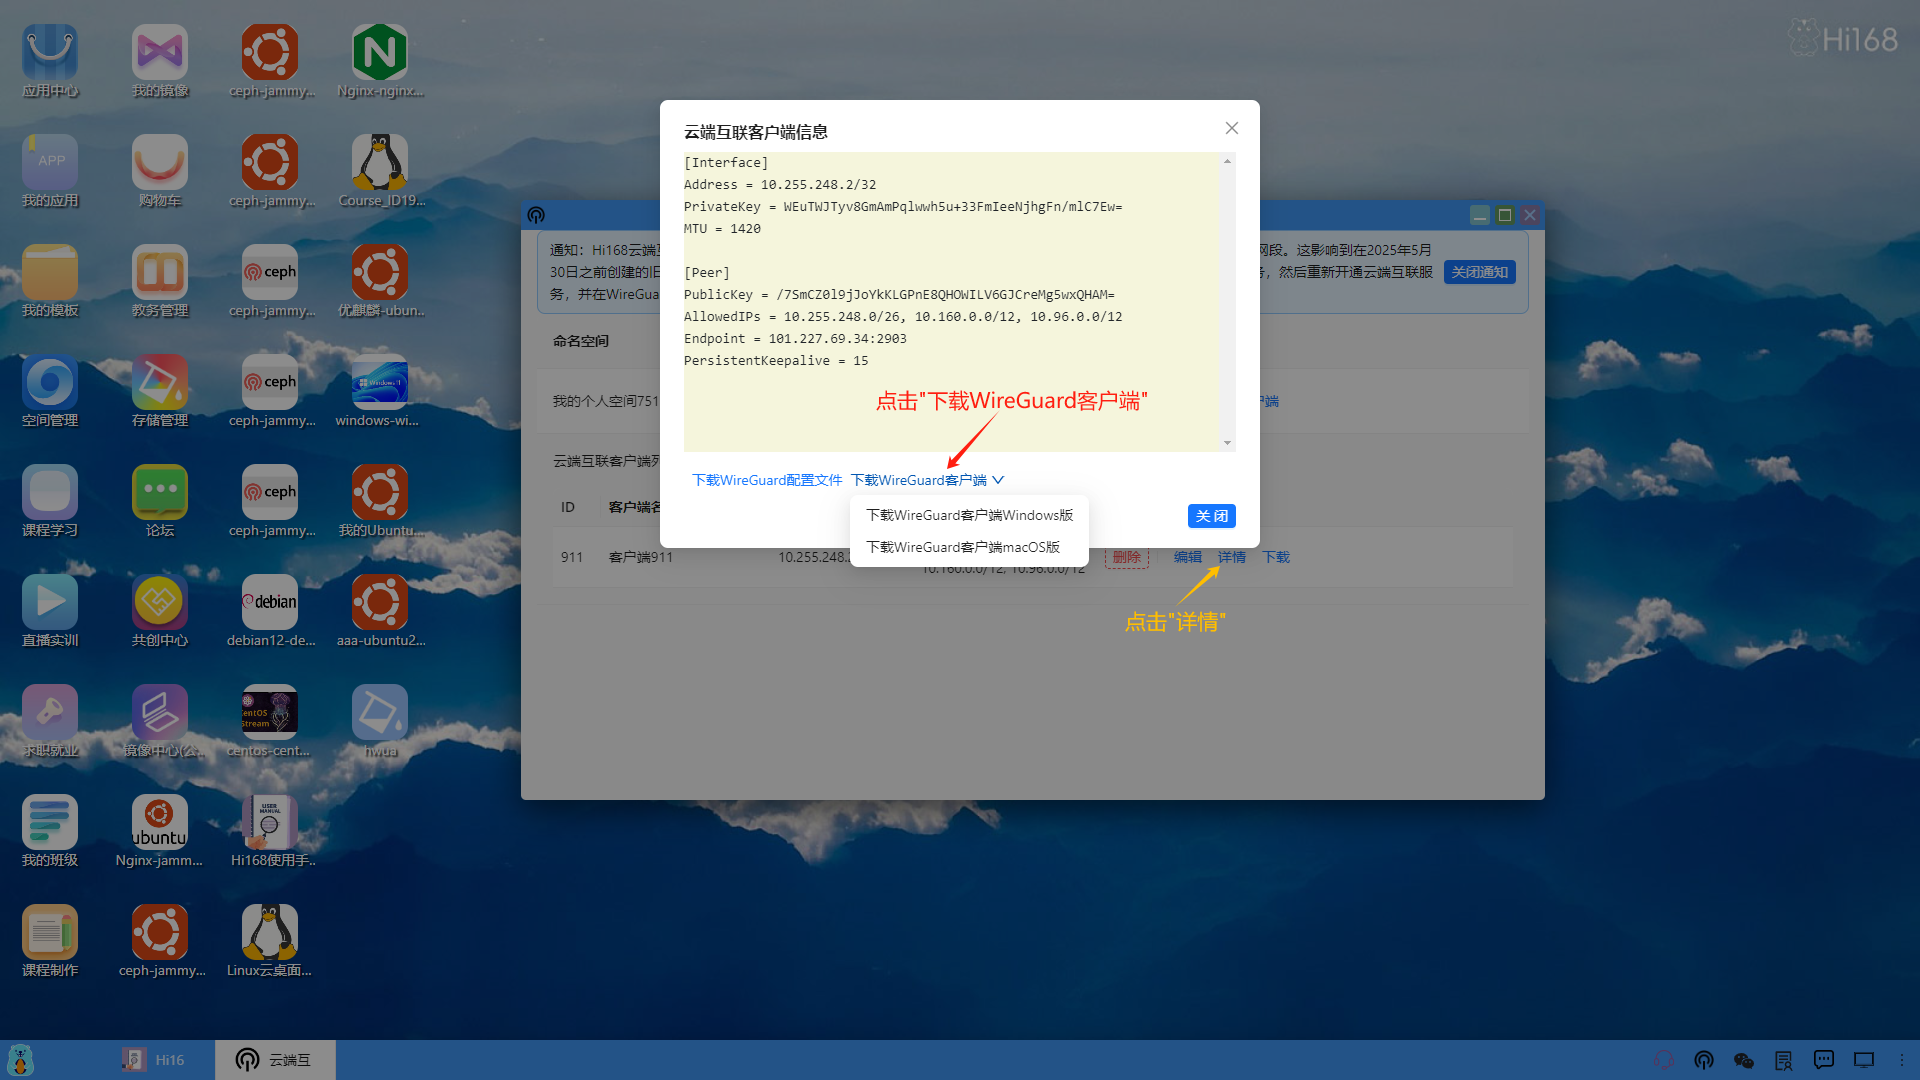 应用中心
我的镜像
ceph-jammy...
Nginx-nginx...
Hi168
APP
我的应用
购物车
ceph-jammy...
Course_ID19...
我的模板
教务管理
ceph
ceph-jammy...
优麒麟-ubun..
空间管理
存储管理
ceph
ceph-jammy...
Windows 11
windows-wi...
课程学习
论坛
ceph
ceph-jammy...
我的Ubuntu...
直播实训
共创中心
debian
debian12-de...
aaa-ubuntu2...
求职就业
镜像中心(公...
CentOS
Stream
centos-cent...
hwua
我的班级
ubuntu
Nginx-jamm...
USER
MANUAL
Hi168使用手..
课程制作
ceph-jammy...
Linux云桌面...
云端互联客户端信息
[Interface]
Address = 10.255.248.2/32
PrivateKey = WEuTWJTyv8GmAmPqlwwh5u+33FmIeeNjhgFn/mlC7Ew=
MTU = 1420
[Peer]
PublicKey = /7SmCZ0l9jJoYkKLGPnE8QHOWILV6GJCreMg5wxQHAM=
AllowedIPs = 10.255.248.0/26, 10.160.0.0/12, 10.96.0.0/12
Endpoint = 101.227.69.34:2903
PersistentKeepalive = 15
点击"下载WireGuard客户端"
下载WireGuard配置文件 下载WireGuard客户端
下载WireGuard客户端Windows版
下载WireGuard客户端macOS版
关闭
通知：Hi168云端互 网段。这影响到在2025年5月
30日之前创建的旧 ，然后重新开通云端互联服
务，并在WireGua
关闭通知
命名空间
我的个人空间751 户端
云端互联客户端列
ID 客户端名
911 客户端911 10.255.248. 删除 编辑 详情 下载
10.160.0.0/12, 10.96.0.0/12
点击"详情"
Hi16
云端互